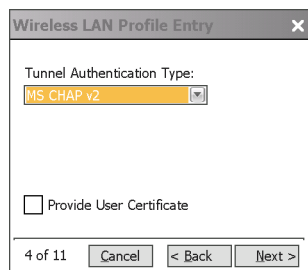 Wireless LAN Profile Entry
Tunnel Authentication Type:
MS CHAP v2
Provide User Certificate
4 of 11 Cancel < Back Next >